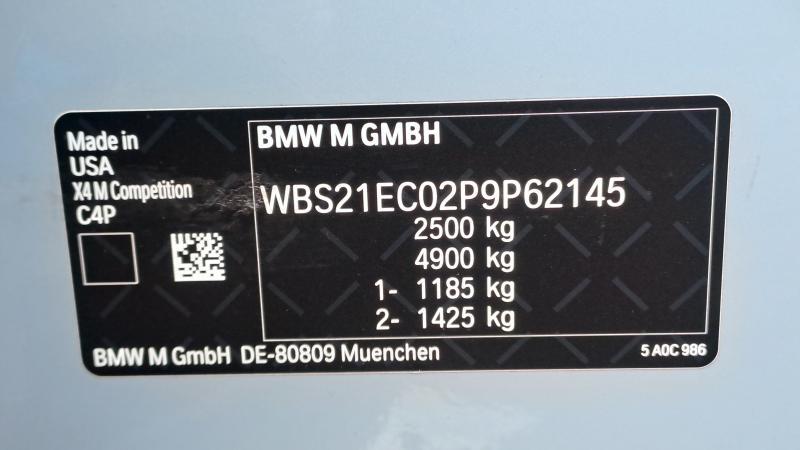 Made in
USA
X4 M Competition
C4P
BMW M GMBH
WBS21EC02P9P62145
2500 kg
4900 kg
1- 1185 kg
2- 1425 kg
BMW M GmbH DE-80809 Muenchen
5 A0C 986